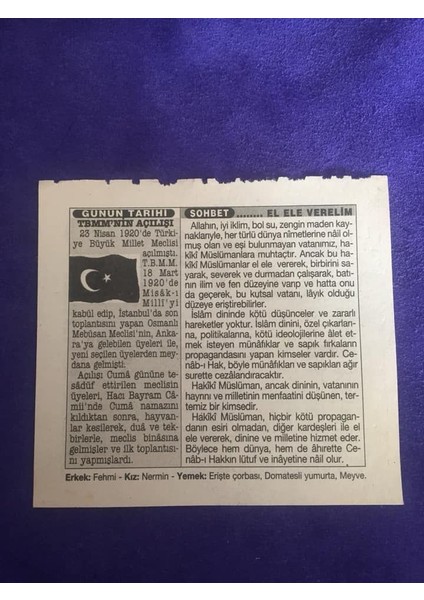 GÜNÜN TARİHİ
TBMM'NİN AÇILIŞI
23 Nisan 1920'de Türki-
ye Büyük Millet Meclisi
açılmıştı.
T.B.M.M.
18 Mart
1920'de
Misâk-ı
Millî'yi
kabûl edip, İstanbul'da son
toplantısını yapan Osmanlı
Mebûsan Meclisi'nin, Anka-
ra'ya gelebilen üyeleri ile,
yeni seçilen üyelerden mey-
dana gelmişti.
Açılışı Cumâ gününe te-
sâdüf ettirilen meclisin
üyeleri, Hacı Bayram Câ-
mii'nde Cumâ namazını
kıldıktan sonra, hayvan-
lar kesilerek, duâ ve tek-
birlerle, meclis binâsına
gelmişler ve ilk toplantısı-
nı yapmışlardı.
SOHBET ........ EL ELE VERELİM
Allahın, iyi iklim, bol su, zengin maden kay-
naklariyle, her türlü dünya nîmetlerine nâil ol-
muş olan ve eşi bulunmayan vatanımız, ha-
kîkî Müslümanlara muhtaçtır. Ancak bu ha-
kîkî Müslümanlar el ele vererek, birbirini sa-
yarak, severek ve durmadan çalışarak, batı-
nın ilim ve fen düzeyine varıp ve hatta onu
da geçerek, bu kutsal vatanı, lâyık olduğu
düzeye eriştirebilirler.
İslâm dininde kötü düşünceler ve zararlı
hareketler yoktur. İslâm dinini, özel çıkarları-
na, politikalarına, kötü ideolojilerine âlet et-
mek isteyen münâfıkların ve sapık fırkaların
propagandasını yapan kimseler vardır. Ce-
nâb-ı Hak, böyle münâfıkları ve sapıkları ağır
surette cezâlandıracaktır.
Hakîkî Müslüman, ancak dininin, vatanının
hayrını ve milletinin menfaatini düşünen, ter-
temiz bir kimsedir.
Hakîkî Müslüman, hiçbir kötü propagan-
danın esiri olmadan, diğer kardeşleri ile el
ele vererek, dinine ve milletine hizmet eder.
Böylece hem dünya, hem de âhırette Ce-
nâb-ı Hakkın lütuf ve inâyetine nâil olur.
Erkek: Fehmi - Kız: Nermin - Yemek: Erişte çorbası, Domatesli yumurta, Meyve.